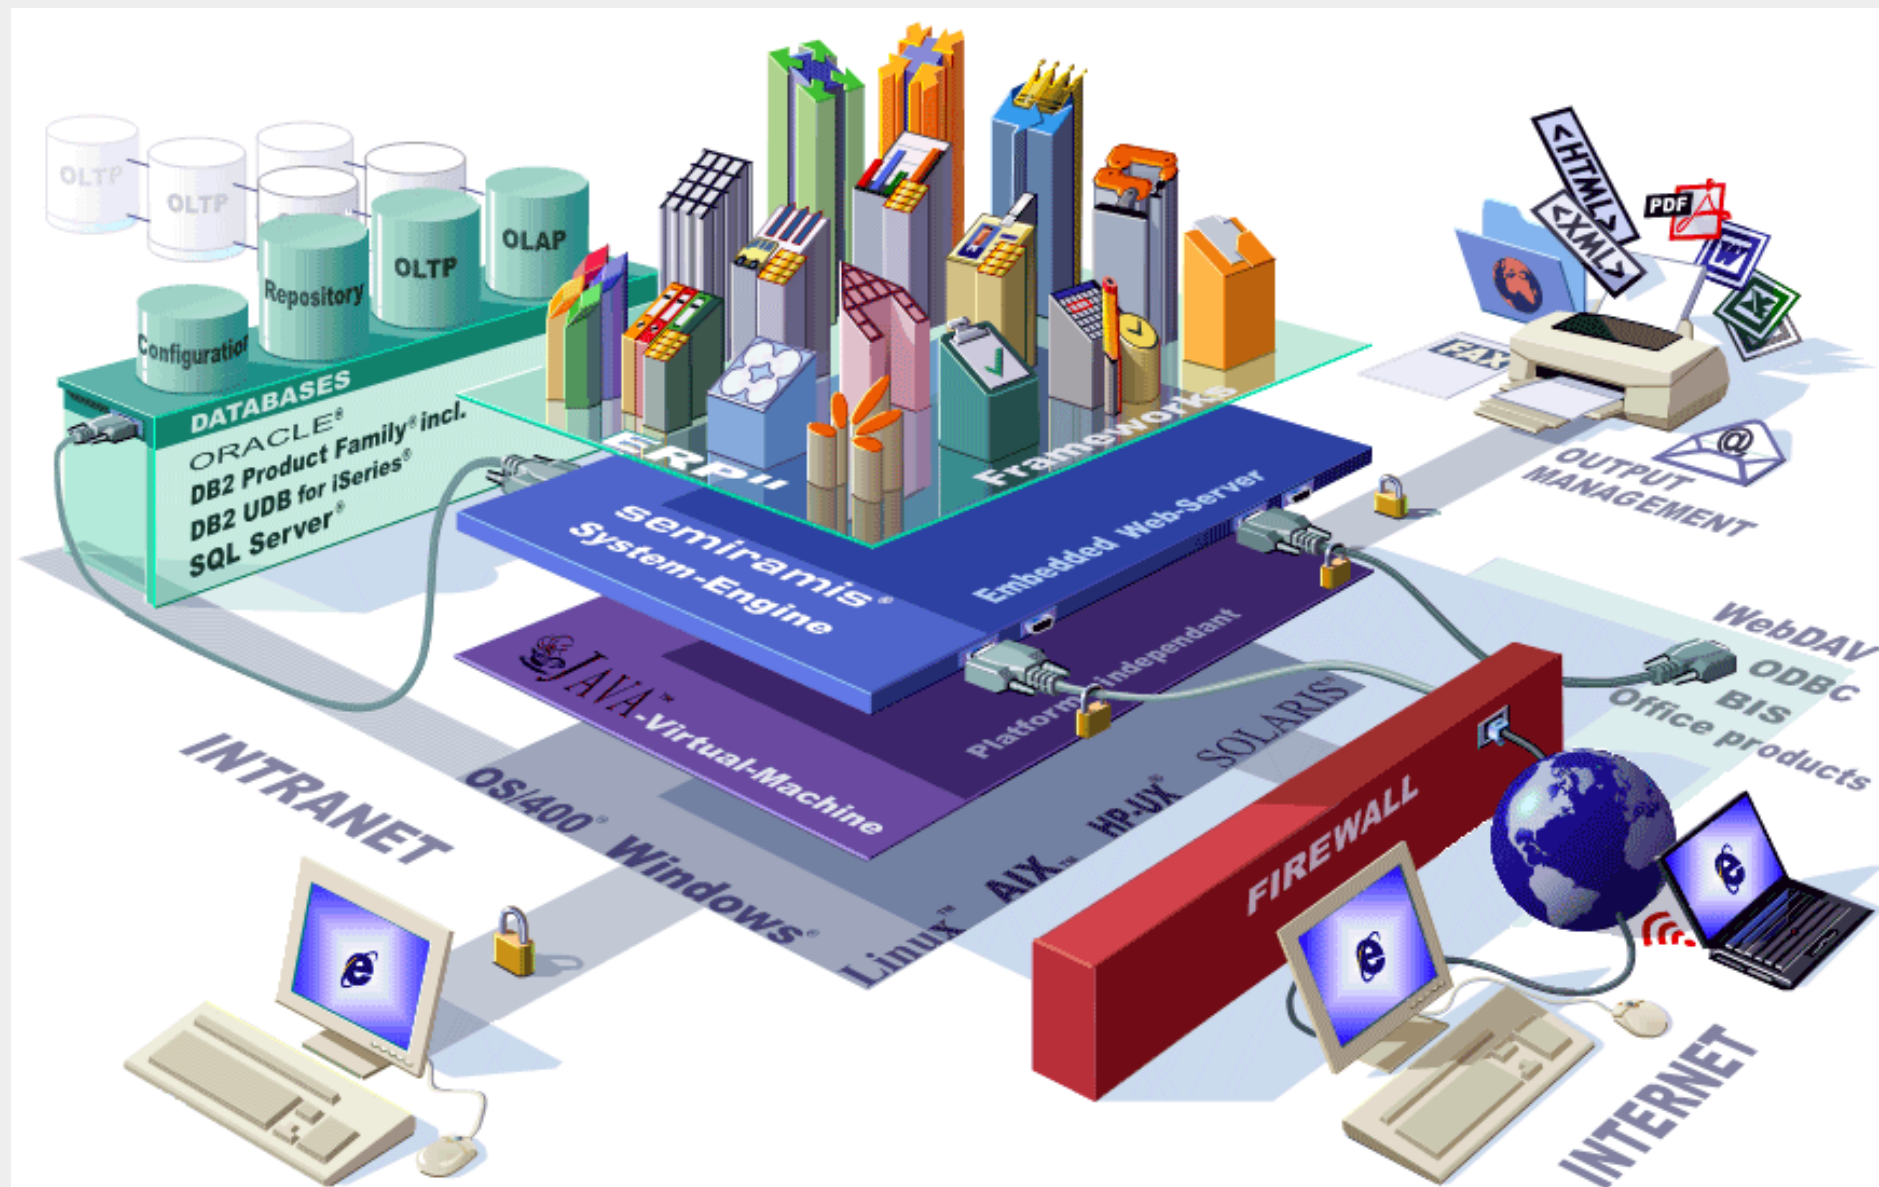 OLTP
OLTP
OLAP
OLTP
Repository
Configuration
DATABASES
ORACLE®
DB2 Product Family® incl.
DB2 UDB for iSeries®
SQL Server®
ERP II
Frameworks
semiramis®
System-Engine
Embedded Web-Server
JAVA™
-Virtual-Machine
Platform independant
OS/400® Windows®
Linux™ AIX™ HP-UX® SOLARIS™
INTRANET
<HTML>
<XML>
PDF
W
X
FAX
@
OUTPUT
MANAGEMENT
WebDAV
ODBC
BIS
Office products
FIREWALL
e
e
e
INTERNET